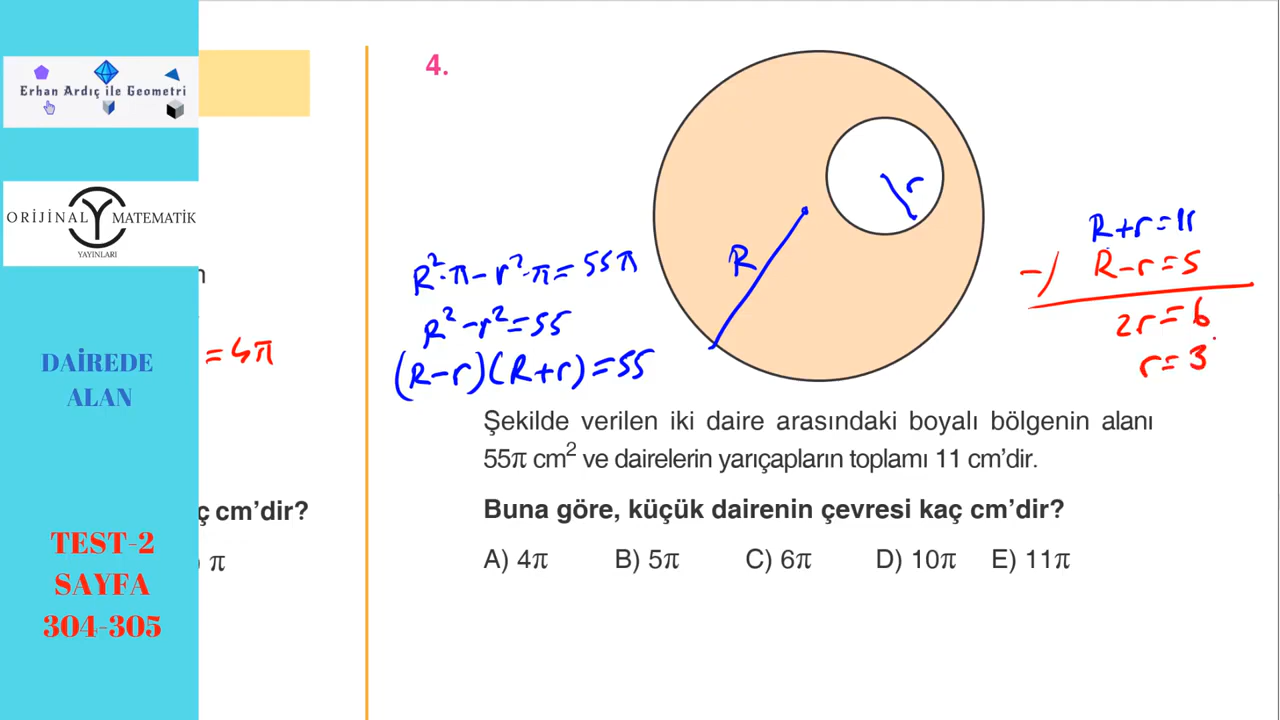 Erhan Ardıç ile Geometri
ORİJİNAL MATEMATİK
YAYINLARI
DAİREDE
ALAN
TEST-2
SAYFA
304-305
n
= 4π
ç cm’dir?
π
4.
R
r
R²·π - r²·π = 55π
R² - r² = 55
(R - r)(R + r) = 55
R + r = 11
-) R - r = 5
2r = 6
r = 3
Şekilde verilen iki daire arasındaki boyalı bölgenin alanı
55π cm² ve dairelerin yarıçapların toplamı 11 cm’dir.
Buna göre, küçük dairenin çevresi kaç cm’dir?
A) 4π B) 5π C) 6π D) 10π E) 11π